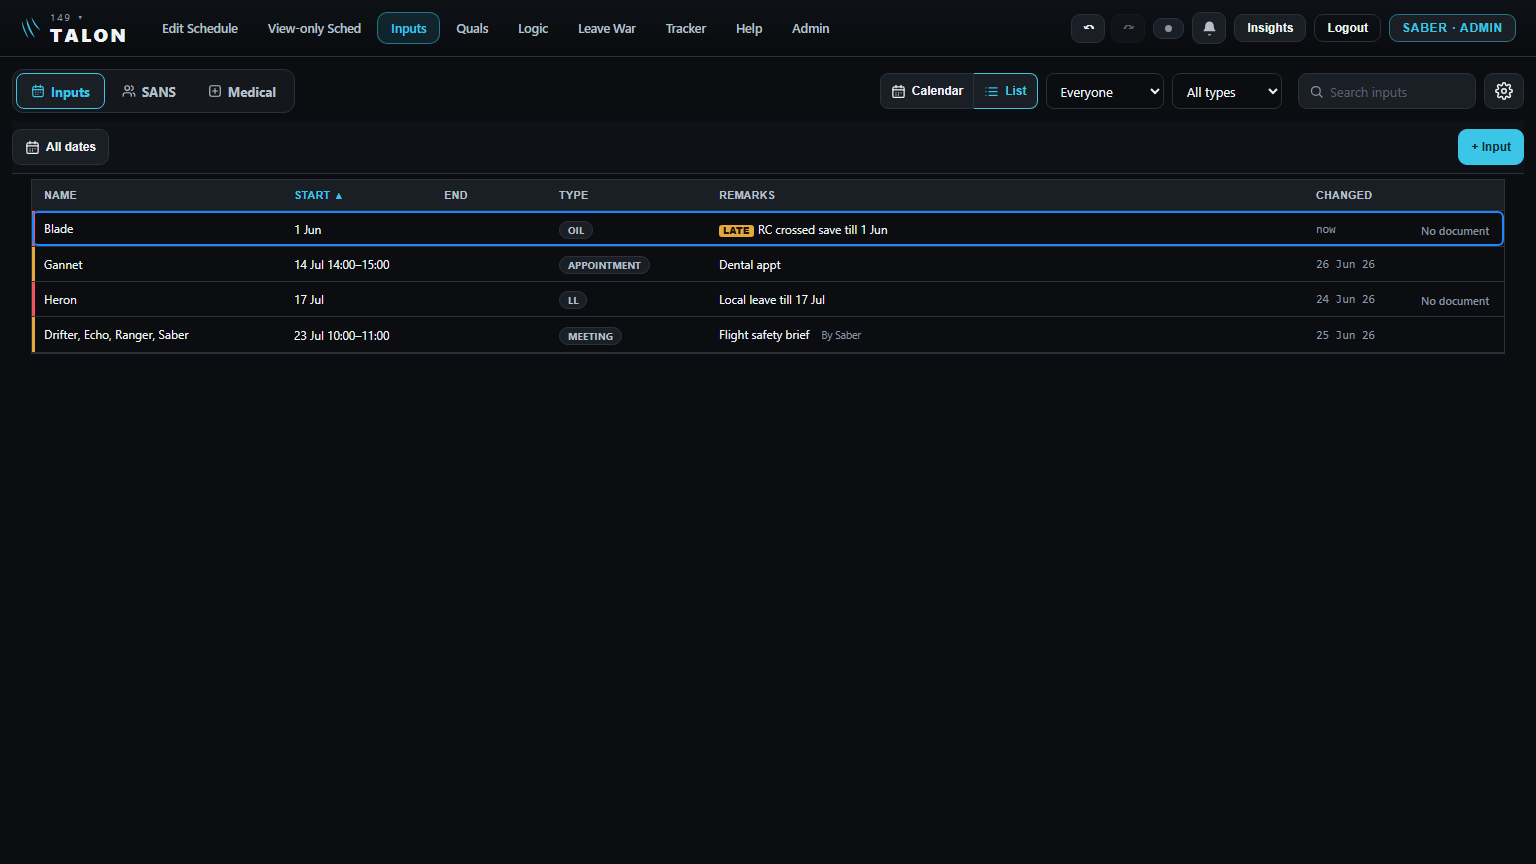 149 ▾
TALON
Edit Schedule View-only Sched Inputs Quals Logic Leave War Tracker Help Admin Insights Logout SABER · ADMIN
Inputs SANS Medical Calendar List Everyone All types Search inputs
All dates + Input
NAME START ▲ END TYPE REMARKS CHANGED
Blade 1 Jun OIL LATE RC crossed save till 1 Jun now No document
Gannet 14 Jul 14:00–15:00 APPOINTMENT Dental appt 26 Jun 26
Heron 17 Jul LL Local leave till 17 Jul 24 Jun 26 No document
Drifter, Echo, Ranger, Saber 23 Jul 10:00–11:00 MEETING Flight safety brief By Saber 25 Jun 26